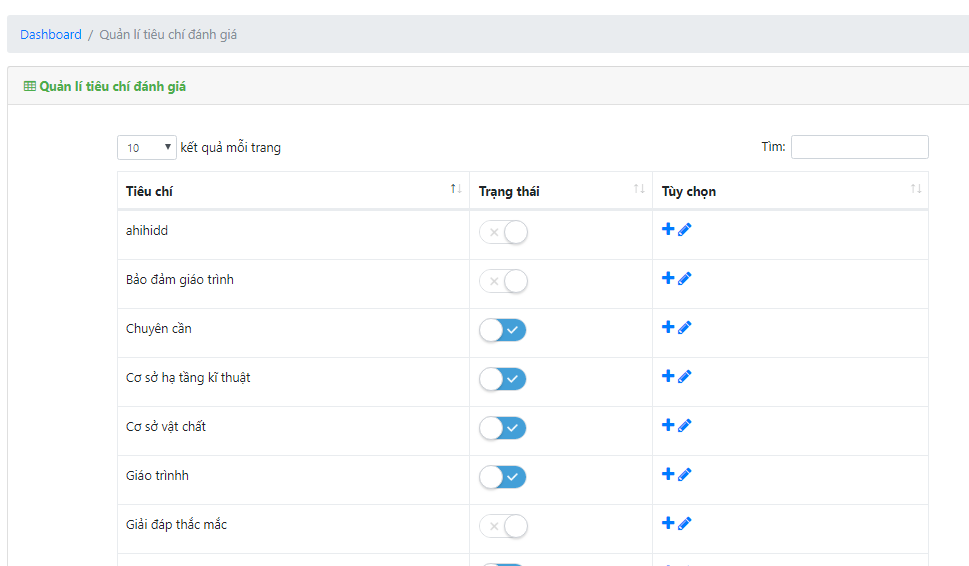 Dashboard / Quản lí tiêu chí đánh giá
Quản lí tiêu chí đánh giá
10 kết quả mỗi trang Tìm:
Tiêu chí Trạng thái Tùy chọn
ahihidd
Bảo đảm giáo trình
Chuyên cần
Cơ sở hạ tầng kĩ thuật
Cơ sở vật chất
Giáo trìnhh
Giải đáp thắc mắc